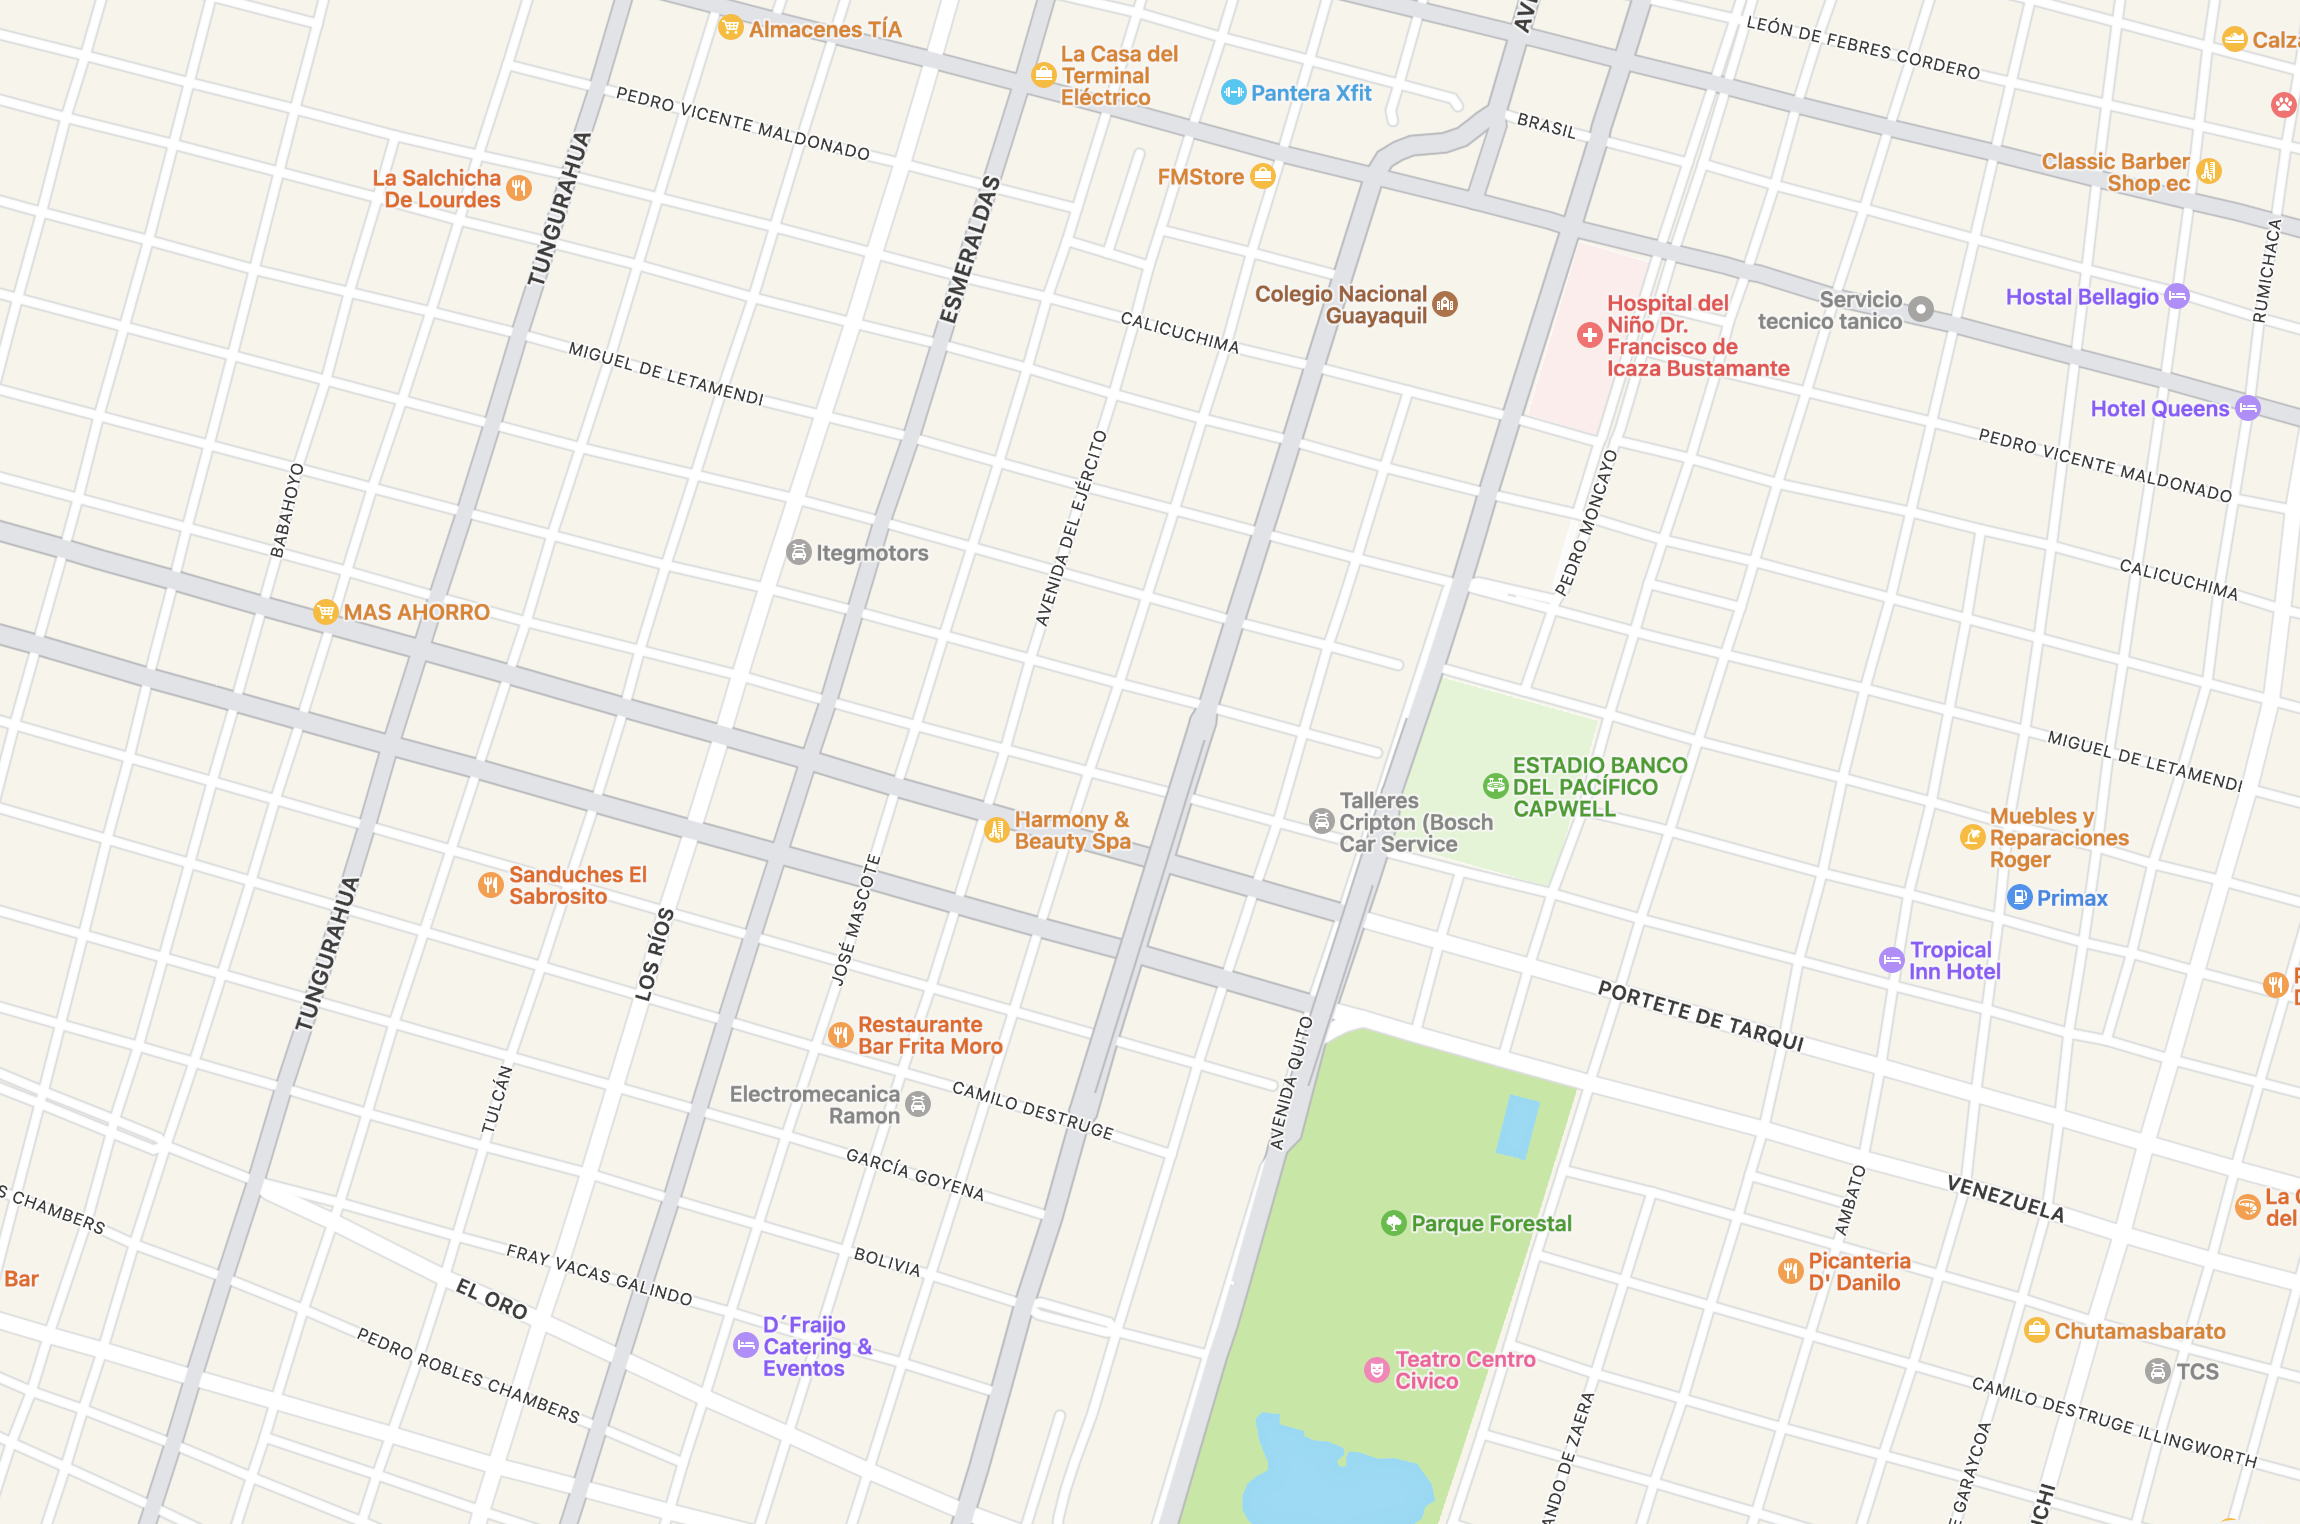 LEÓN DE FEBRES CORDERO
Almacenes TÍA
La Casa del
Terminal
Eléctrico
Pantera Xfit
BRASIL
PEDRO VICENTE MALDONADO
La Salchicha
De Lourdes
TUNGURAHUA
ESMERALDAS
FMStore
Classic Barber
Shop ec
RUMICHACA
Colegio Nacional
Guayaquil
Hospital del
Niño Dr.
Francisco de
Icaza Bustamante
Servicio
tecnico tanico
Hostal Bellagio
CALICUCHIMA
MIGUEL DE LETAMENDI
Hotel Queens
PEDRO VICENTE MALDONADO
BABAHOYO
AVENIDA DEL EJÉRCITO
PEDRO MONCAYO
Itegmotors
CALICUCHIMA
MAS AHORRO
MIGUEL DE LETAMENDI
ESTADIO BANCO
DEL PACÍFICO
CAPWELL
Talleres
Cripton (Bosch
Car Service
Harmony &
Beauty Spa
Muebles y
Reparaciones
Roger
Primax
Sanduches El
Sabrosito
JOSÉ MASCOTE
TUNGURAHUA
LOS RÍOS
Tropical
Inn Hotel
PORTETE DE TARQUI
Restaurante
Bar Frita Moro
AVENIDA QUITO
TULCÁN
Electromecanica
Ramon
CAMILO DESTRUGE
GARCÍA GOYENA
S CHAMBERS
AMBATO
VENEZUELA
La
del
Parque Forestal
FRAY VACAS GALINDO
BOLIVIA
Bar
EL ORO
Picanteria
D' Danilo
D´Fraijo
Catering &
Eventos
Chutamasbarato
PEDRO ROBLES CHAMBERS
Teatro Centro
Civico
TCS
CAMILO DESTRUGE ILLINGWORTH
ANDO DE ZAERA
GARAYCOA